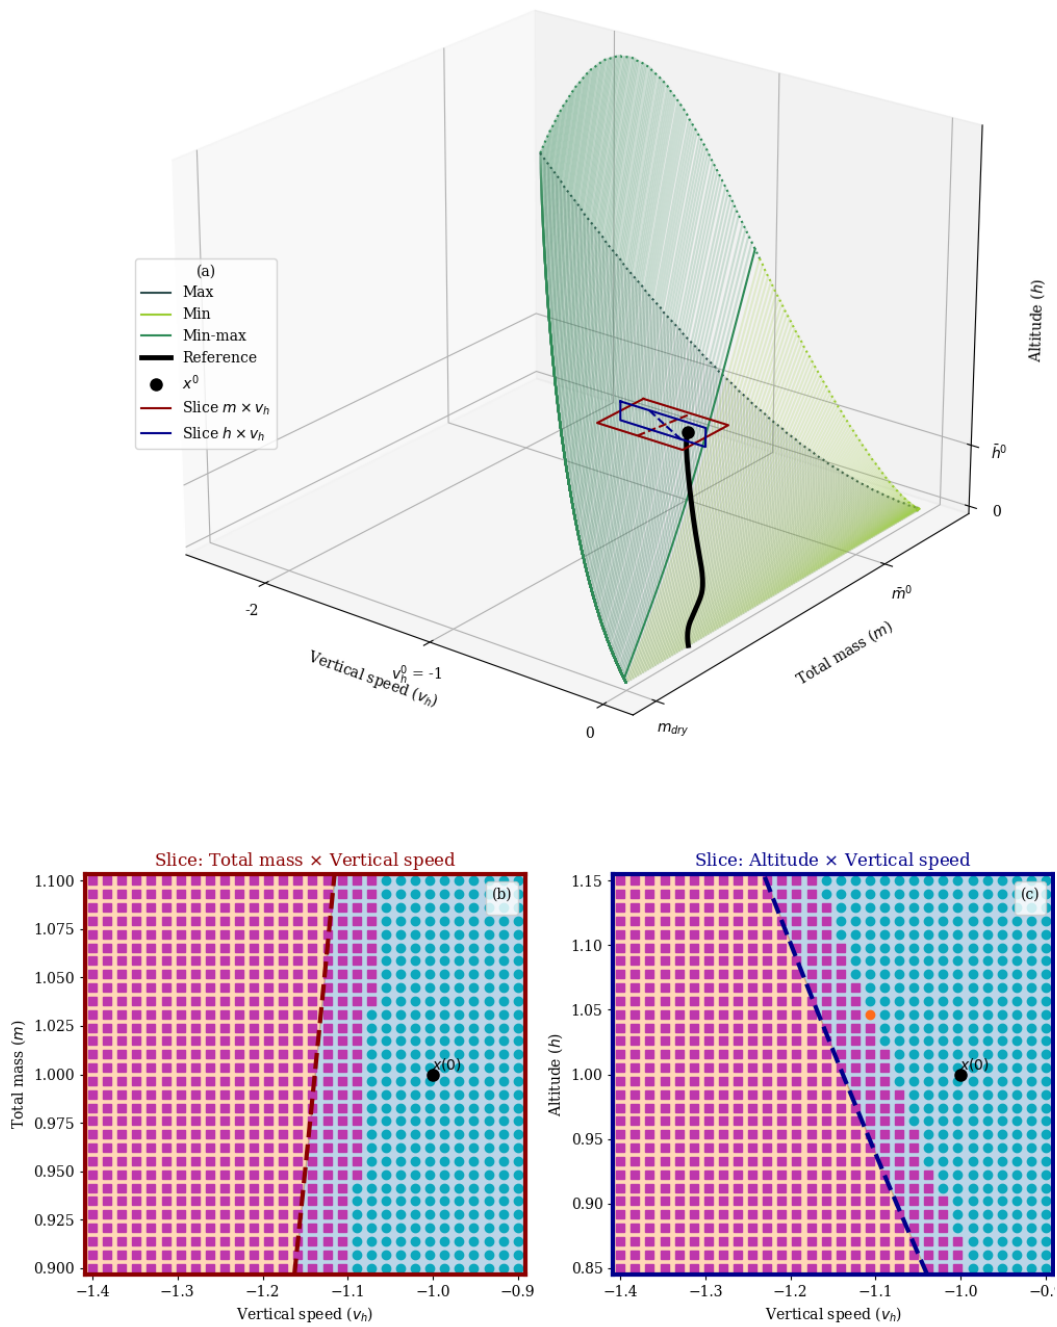 (a)
Max
Min
Min-max
Reference
x⁰
Slice m × vₕ
Slice h × vₕ
Altitude (h)
h̄⁰
0
m̄⁰
Total mass (m)
m_dry
-2
v_h⁰ = -1
Vertical speed (vₕ)
0
Slice: Total mass × Vertical speed
(b)
1.100
1.075
1.050
1.025
1.000
0.975
0.950
0.925
0.900
Total mass (m)
x(0)
−1.4
−1.3
−1.2
−1.1
−1.0
−0.9
Vertical speed (vₕ)
Slice: Altitude × Vertical speed
(c)
1.15
1.10
1.05
1.00
0.95
0.90
0.85
Altitude (h)
x(0)
−1.4
−1.3
−1.2
−1.1
−1.0
Vertical speed (vₕ)